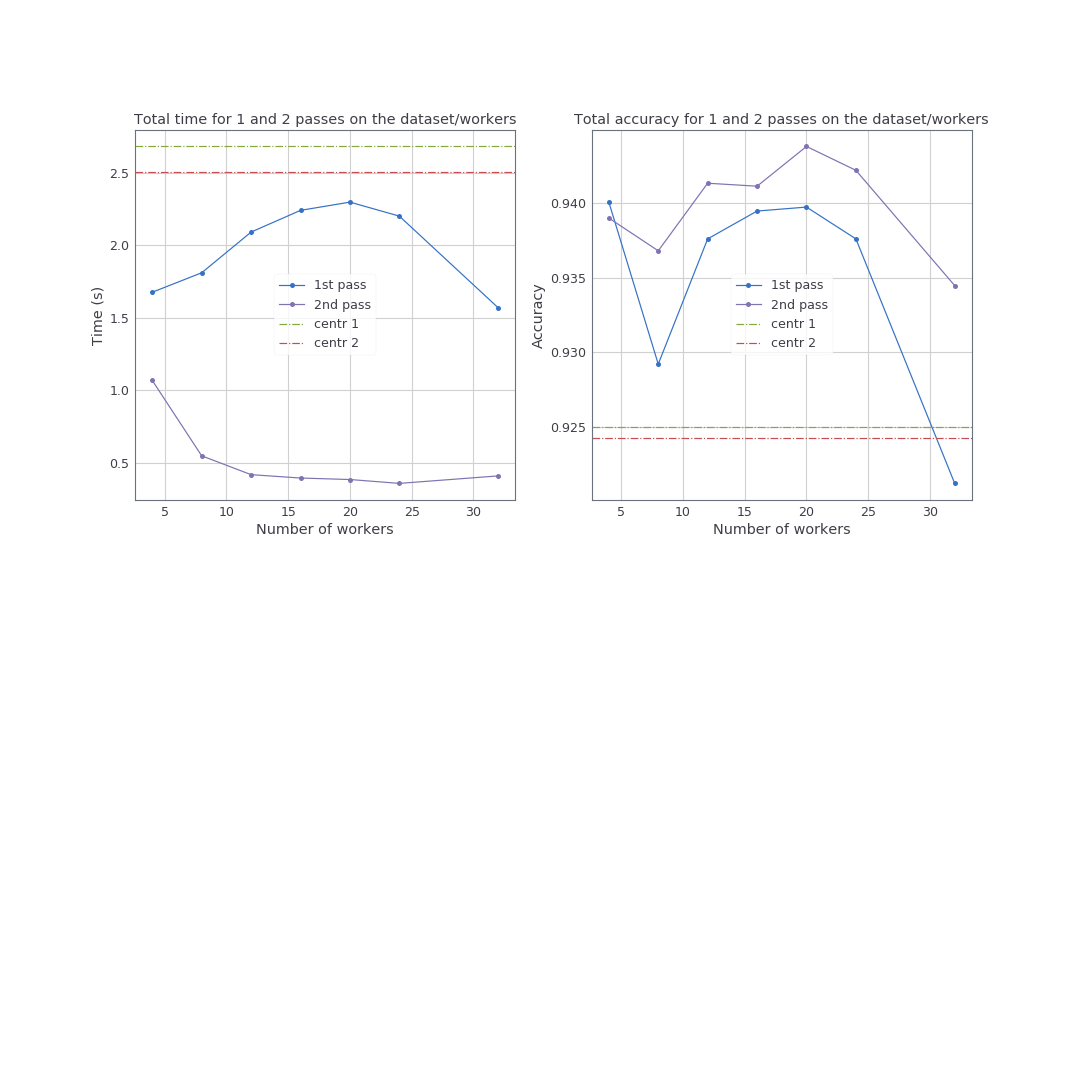 Total time for 1 and 2 passes on the dataset/workers
2.5
2.0
1.5
1.0
0.5
Time (s)
1st pass
2nd pass
centr 1
centr 2
5 10 15 20 25 30
Number of workers
Total accuracy for 1 and 2 passes on the dataset/workers
0.940
0.935
0.930
0.925
Accuracy
1st pass
2nd pass
centr 1
centr 2
5 10 15 20 25 30
Number of workers